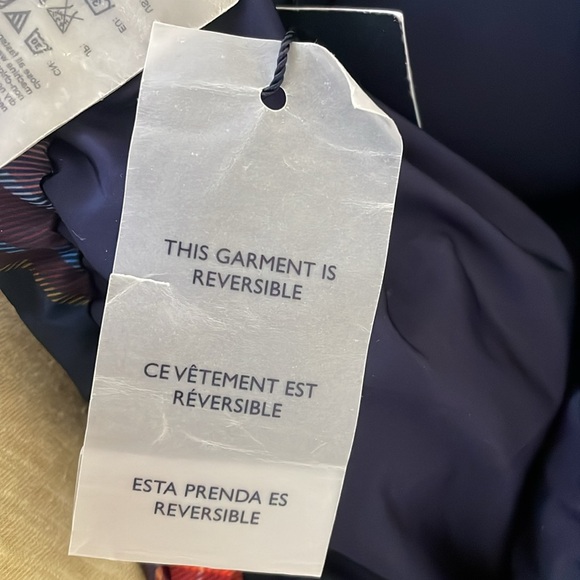 THIS GARMENT IS
REVERSIBLE
CE VÊTEMENT EST
RÉVERSIBLE
ESTA PRENDA ES
REVERSIBLE